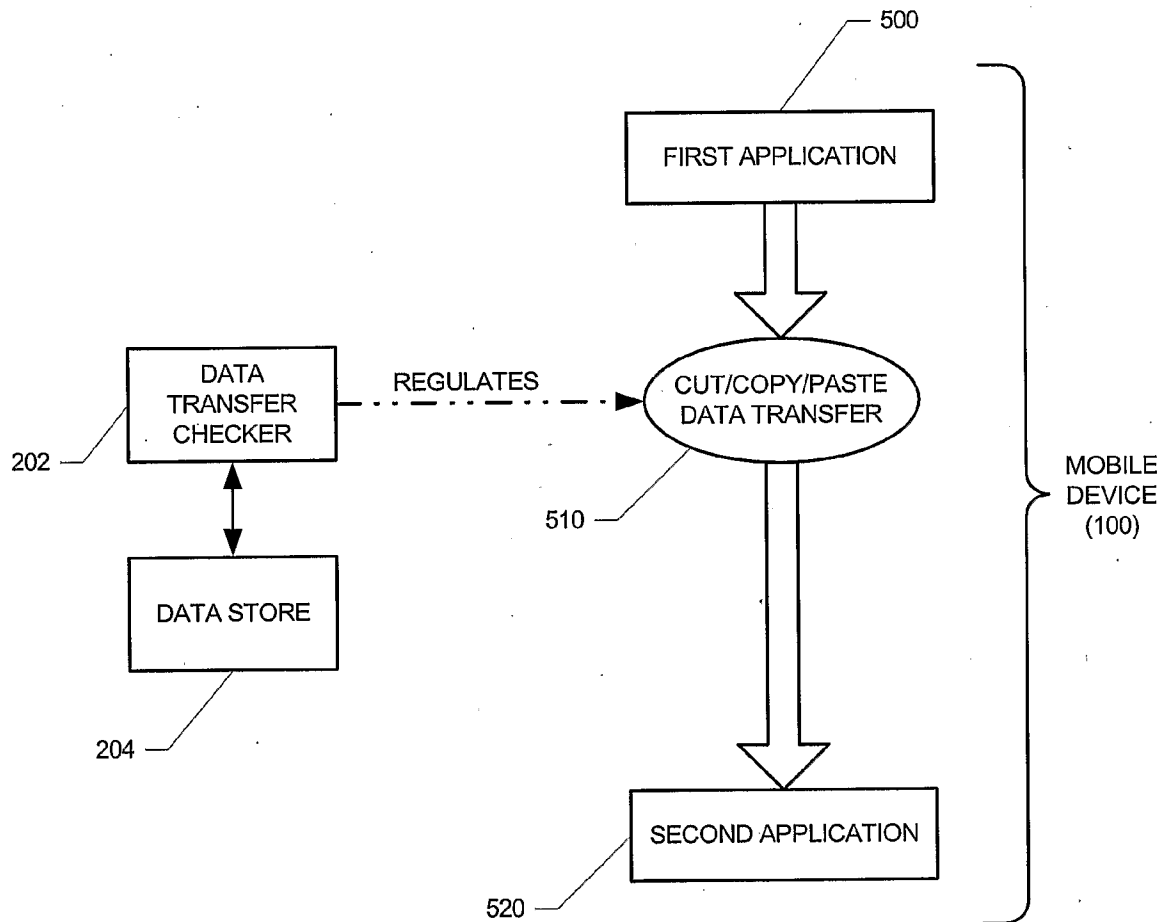 500
FIRST APPLICATION
DATA
TRANSFER
CHECKER
REGULATES
CUT/COPY/PASTE
DATA TRANSFER
202
510
MOBILE
DEVICE
(100)
DATA STORE
204
SECOND APPLICATION
520